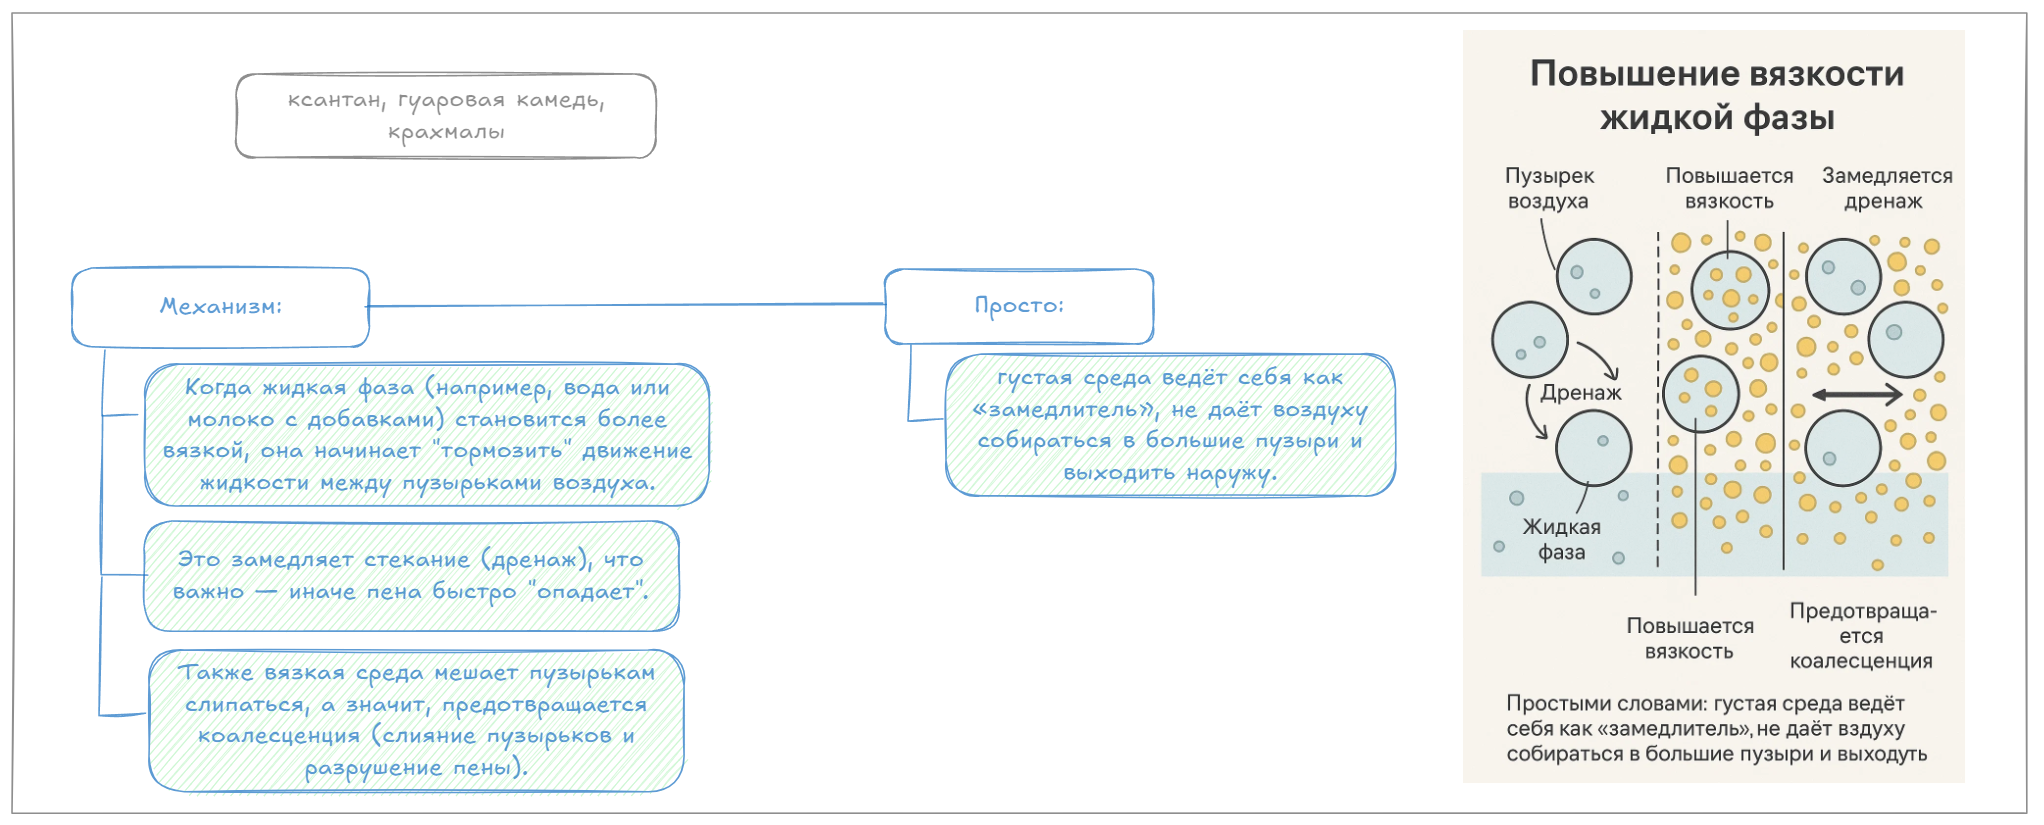 ксантан, гуаровая камедь,
крахмалы
Механизм:
Когда жидкая фаза (например, вода или
молоко с добавками) становится более
вязкой, она начинает "тормозить" движение
жидкости между пузырьками воздуха.
Это замедляет стекание (дренаж), что
важно — иначе пена быстро "опадает".
Также вязкая среда мешает пузырькам
слипаться, а значит, предотвращается
коалесценция (слияние пузырьков и
разрушение пены).
Просто:
густая среда ведёт себя как
«замедлитель», не даёт воздуху
собираться в большие пузыри и
выходить наружу.
Повышение вязкости
жидкой фазы
Пузырек
воздуха
Повышается
вязкость
Замедляется
дренаж
Дренаж
Жидкая
фаза
Повышается
вязкость
Предотвраща-
ется
коалесценция
Простыми словами: густая среда ведёт
себя как «замедлитель», не даёт вздуху
собираться в большие пузыри и выходуть